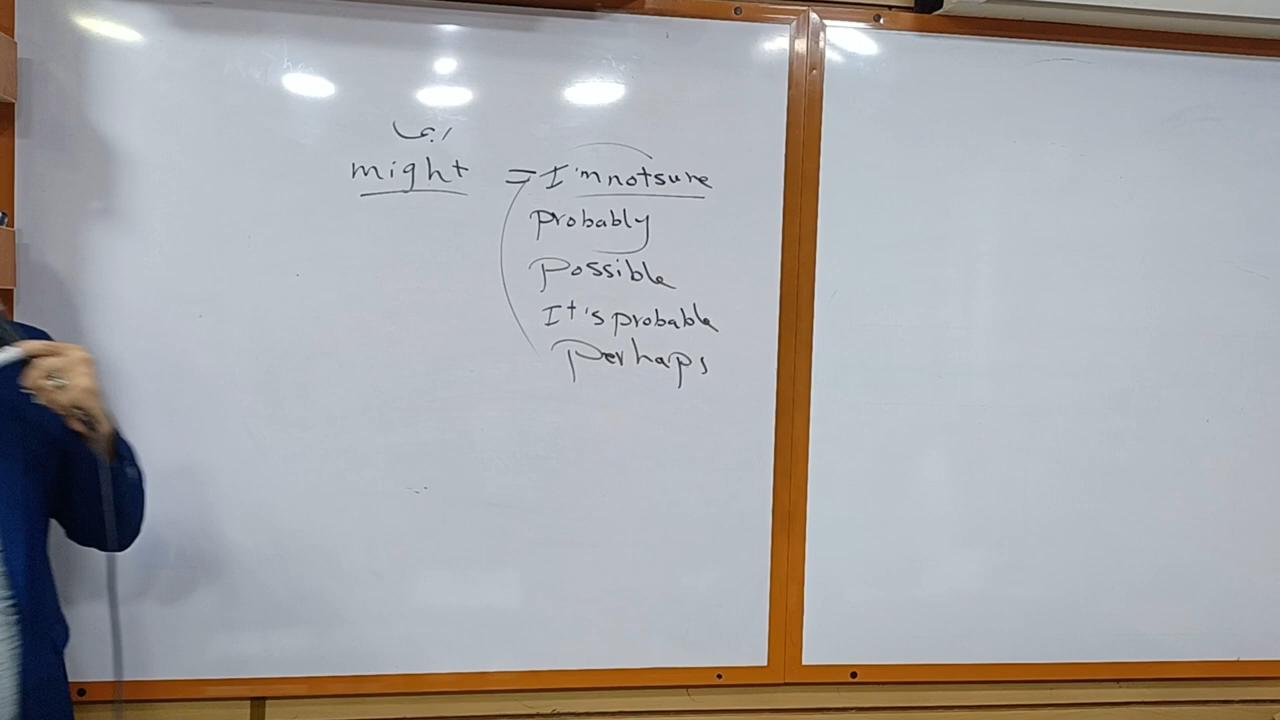 ربما
might = I'm not sure
probably
possible
It's probable
perhaps